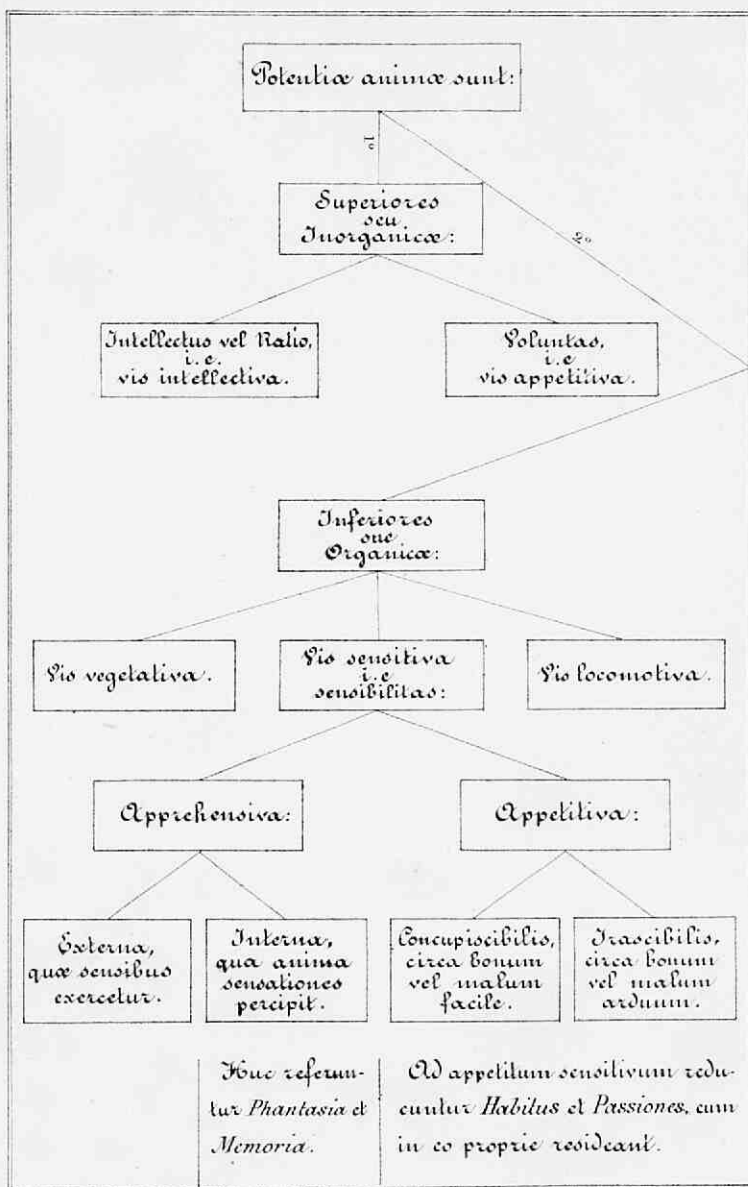 Potentiæ animæ sunt:
1º
2º
Superiores
seu
Inorganicæ:
Intellectus vel Ratio,
i. e.
vis intellectiva.
Voluntas,
i. e
vis appetitiva.
Inferiores
sue
Organicæ:
Vis vegetativa.
Vis sensitiva
i. e
sensibilitas:
Vis locomotiva.
Apprehensiva:
Appetitiva:
Externa,
quæ sensibus
exercetur.
Interna,
qua anima
sensationes
percipit.
Concupiscibilis,
circa bonum
vel malum
facile.
Irascibilis,
circa bonum
vel malum
arduum.
Huc referun-
tur Phantasia et
Memoria.
Ad appetitum sensitivum redu-
cuntur Habitus et Passiones, cum
in eo proprie resideant.